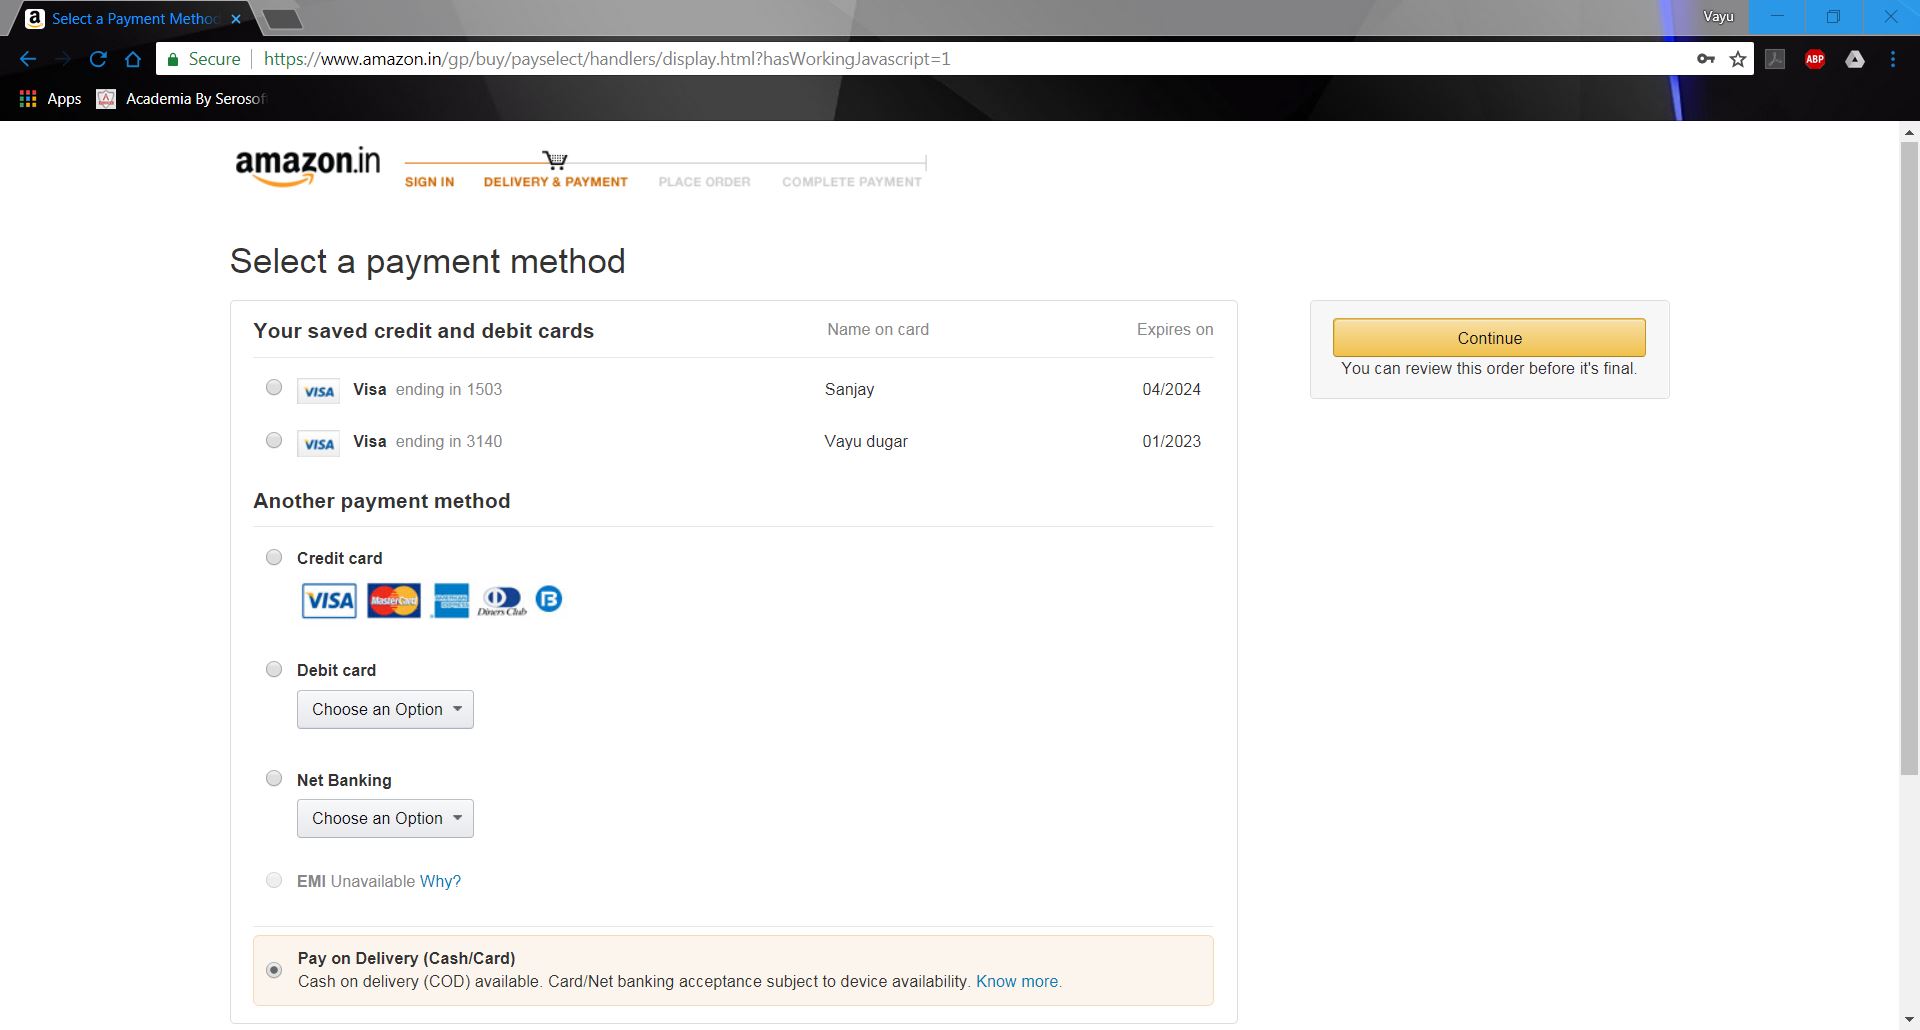 Select a Payment Method
Vayu
Secure https://www.amazon.in/gp/buy/payselect/handlers/display.html?hasWorkingJavascript=1
ABP
Apps Academia By Serosof
amazon.in
SIGN IN DELIVERY & PAYMENT PLACE ORDER COMPLETE PAYMENT
Select a payment method
Your saved credit and debit cards Name on card Expires on
VISA Visa ending in 1503 Sanjay 04/2024
VISA Visa ending in 3140 Vayu dugar 01/2023
Continue
You can review this order before it's final.
Another payment method
Credit card
VISA MasterCard AMERICAN EXPRESS Diners Club B
Debit card
Choose an Option
Net Banking
Choose an Option
EMI Unavailable Why?
Pay on Delivery (Cash/Card)
Cash on delivery (COD) available. Card/Net banking acceptance subject to device availability. Know more.